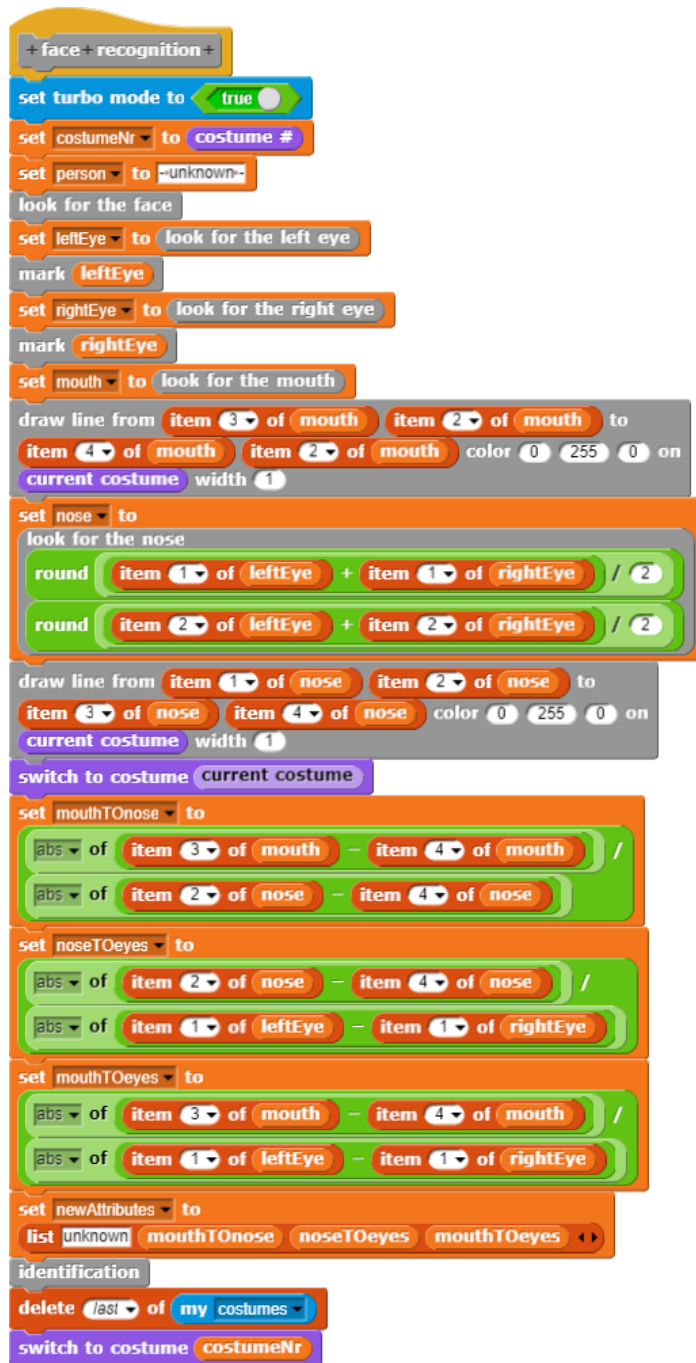 +face+recognition+
set turbo mode to true
set costumeNr to costume #
set person to -·unknown·-
look for the face
set leftEye to look for the left eye
mark leftEye
set rightEye to look for the right eye
mark rightEye
set mouth to look for the mouth
draw line from item 3 of mouth item 2 of mouth to
item 4 of mouth item 2 of mouth color 0 255 0 on
current costume width 1
set nose to
look for the nose
round item 1 of leftEye + item 1 of rightEye / 2
round item 2 of leftEye + item 2 of rightEye / 2
draw line from item 1 of nose item 2 of nose to
item 3 of nose item 4 of nose color 0 255 0 on
current costume width 1
switch to costume current costume
set mouthTOnose to
abs of item 3 of mouth - item 4 of mouth /
abs of item 2 of nose - item 4 of nose
set noseTOeyes to
abs of item 2 of nose - item 4 of nose /
abs of item 1 of leftEye - item 1 of rightEye
set mouthTOeyes to
abs of item 3 of mouth - item 4 of mouth /
abs of item 1 of leftEye - item 1 of rightEye
set newAttributes to
list unknown mouthTOnose noseTOeyes mouthTOeyes
identification
delete last of my costumes
switch to costume costumeNr